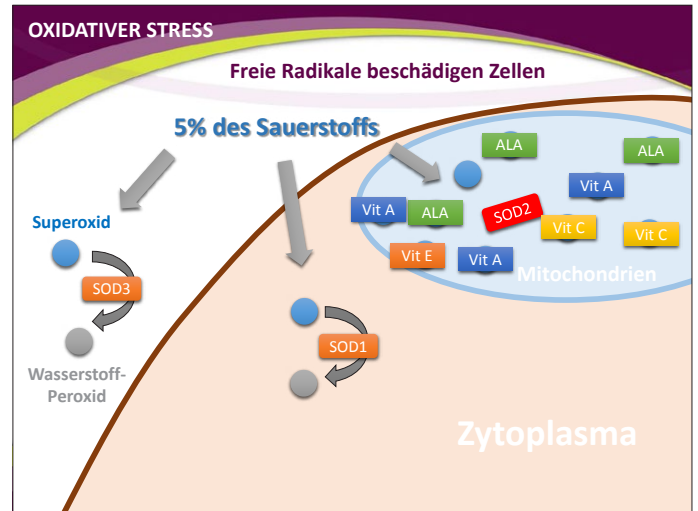 OXIDATIVER STRESS
Freie Radikale beschädigen Zellen
5% des Sauerstoffs
ALA
ALA
Vit A
Vit A
ALA
SOD2
Vit C
Vit C
Vit E
Vit A
Mitochondrien
Superoxid
SOD3
SOD1
Wasserstoff-
Peroxid
Zytoplasma